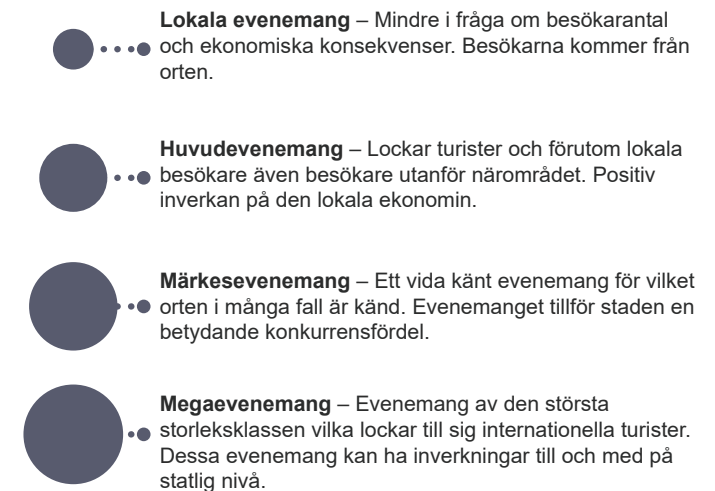 Lokala evenemang – Mindre i fråga om besökarantal
och ekonomiska konsekvenser. Besökarna kommer från
orten.
Huvudevenemang – Lockar turister och förutom lokala
besökare även besökare utanför närområdet. Positiv
inverkan på den lokala ekonomin.
Märkesevenemang – Ett vida känt evenemang för vilket
orten i många fall är känd. Evenemanget tillför staden en
betydande konkurrensfördel.
Megaevenemang – Evenemang av den största
storleksklassen vilka lockar till sig internationella turister.
Dessa evenemang kan ha inverkningar till och med på
statlig nivå.